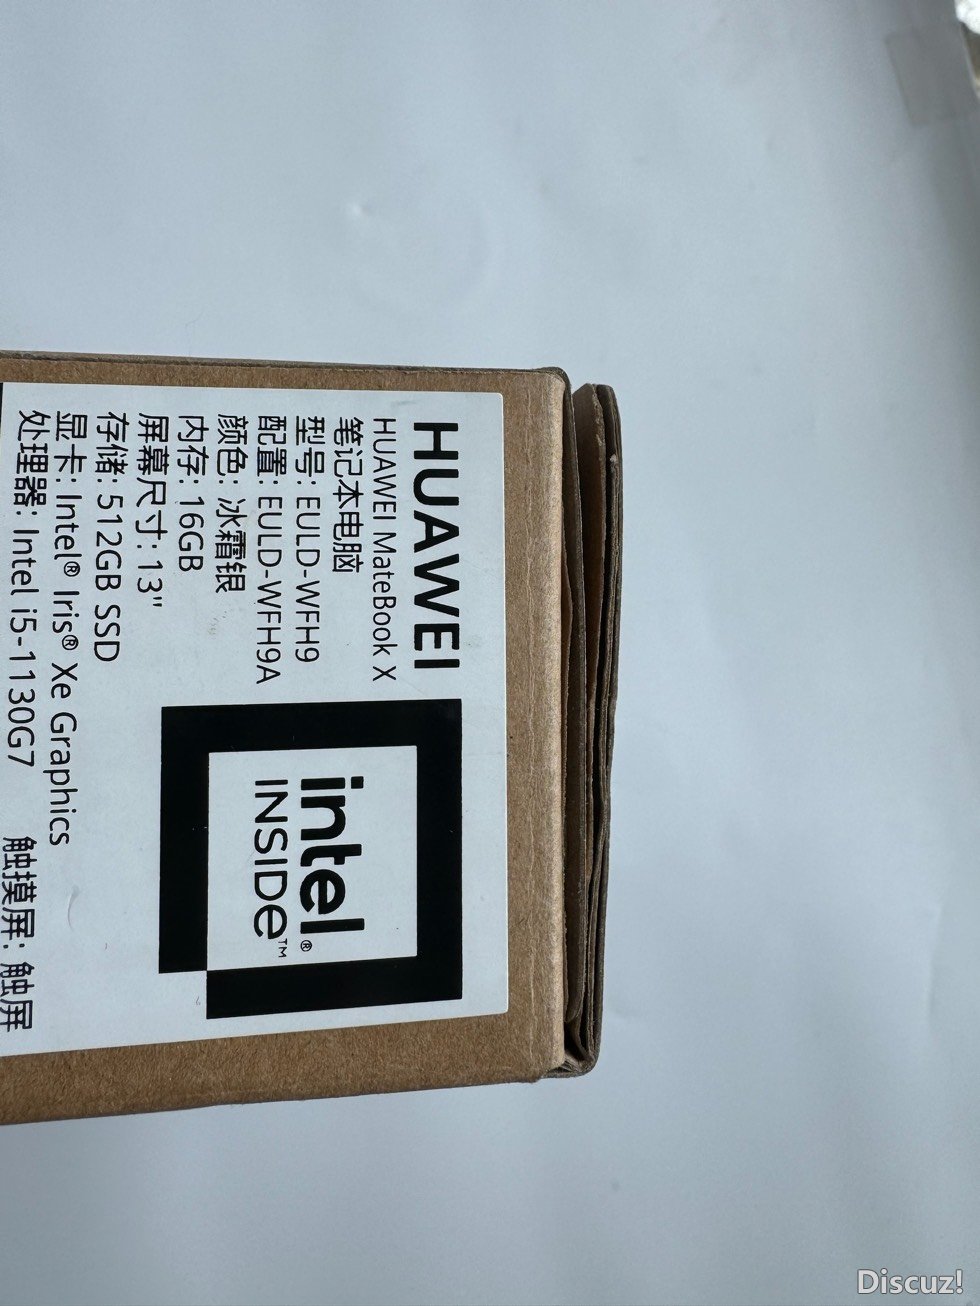 HUAWEI
HUAWEI MateBook X
笔记本电脑
型号: EULD-WFH9
配置: EULD-WFH9A
颜色: 冰霜银
内存: 16GB
屏幕尺寸: 13"
存储: 512GB SSD
显卡: Intel® Iris® Xe Graphics
处理器: Intel i5-1130G7 触摸屏: 触屏
intel®
INSIDE™
Discuz!